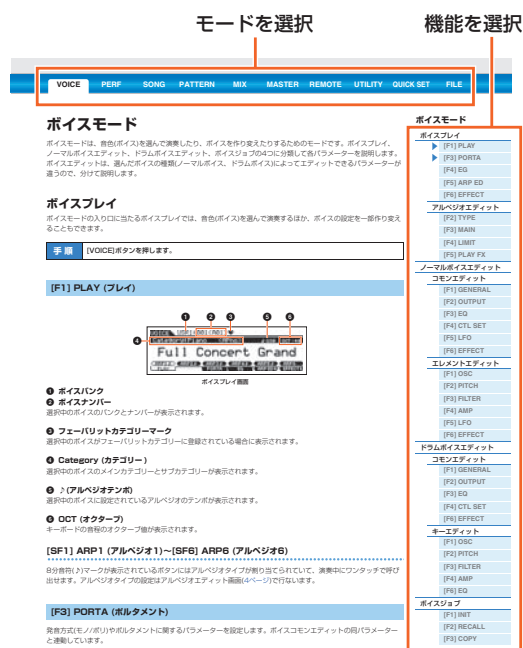 モードを選択
機能を選択
VOICE PERF SONG PATTERN MIX MASTER REMOTE UTILITY QUICK SET FILE
ボイスモード
ボイスモードは、音色(ボイス)を選んで演奏したり、ボイスを作り変えたりするためのモードです。ボイスプレイ、
ノーマルボイスエディット、ドラムボイスエディット、ボイスジョブの4つに分類して各パラメーターを説明します。
ボイスエディットは、選んだボイスの種類(ノーマルボイス、ドラムボイス)によってエディットできるパラメーターが
違うので、分けて説明します。
ボイスプレイ
ボイスモードの入り口に当たるボイスプレイでは、音色(ボイス)を選んで演奏するほか、ボイスの設定を一部作り変え
ることもできます。
手順 [VOICE]ボタンを押します。
[F1] PLAY (プレイ)
❶ ❷ ❸ ❺ ❻
❹
Full Concert Grand
ボイスプレイ画面
❶ ボイスバンク
❷ ボイスナンバー
選択中のボイスのバンクとナンバーが表示されます。
❸ フェーバリットカテゴリーマーク
選択中のボイスがフェーバリットカテゴリーに登録されている場合に表示されます。
❹ Category (カテゴリー)
選択中のボイスのメインカテゴリーとサブカテゴリーが表示されます。
❺ ♪(アルペジオテンポ)
選択中のボイスに設定されているアルペジオのテンポが表示されます。
❻ OCT (オクターブ)
キーボードの音程のオクターブ値が表示されます。
[SF1] ARP1 (アルペジオ1)~[SF6] ARP6 (アルペジオ6)
8分音符(♪)マークが表示されているボタンにはアルペジオタイプが割り当てられていて、演奏中にワンタッチで呼び
出せます。アルペジオタイプの設定はアルペジオエディット画面(4ページ)で行ないます。
[F3] PORTA (ポルタメント)
発音方式(モノ/ポリ)やポルタメントに関するパラメーターを設定します。ボイスコモンエディットの同パラメーター
と連動しています。
ボイスモード
ボイスプレイ
[F1] PLAY
[F3] PORTA
[F4] EG
[F5] ARP ED
[F6] EFFECT
アルペジオエディット
[F2] TYPE
[F3] MAIN
[F4] LIMIT
[F5] PLAY FX
ノーマルボイスエディット
コモンエディット
[F1] GENERAL
[F2] OUTPUT
[F3] EQ
[F4] CTL SET
[F5] LFO
[F6] EFFECT
エレメントエディット
[F1] OSC
[F2] PITCH
[F3] FILTER
[F4] AMP
[F5] LFO
[F6] EFFECT
ドラムボイスエディット
コモンエディット
[F1] GENERAL
[F2] OUTPUT
[F3] EQ
[F4] CTL SET
[F6] EFFECT
キーエディット
[F1] OSC
[F2] PITCH
[F3] FILTER
[F4] AMP
[F6] EQ
ボイスジョブ
[F1] INIT
[F2] RECALL
[F3] COPY